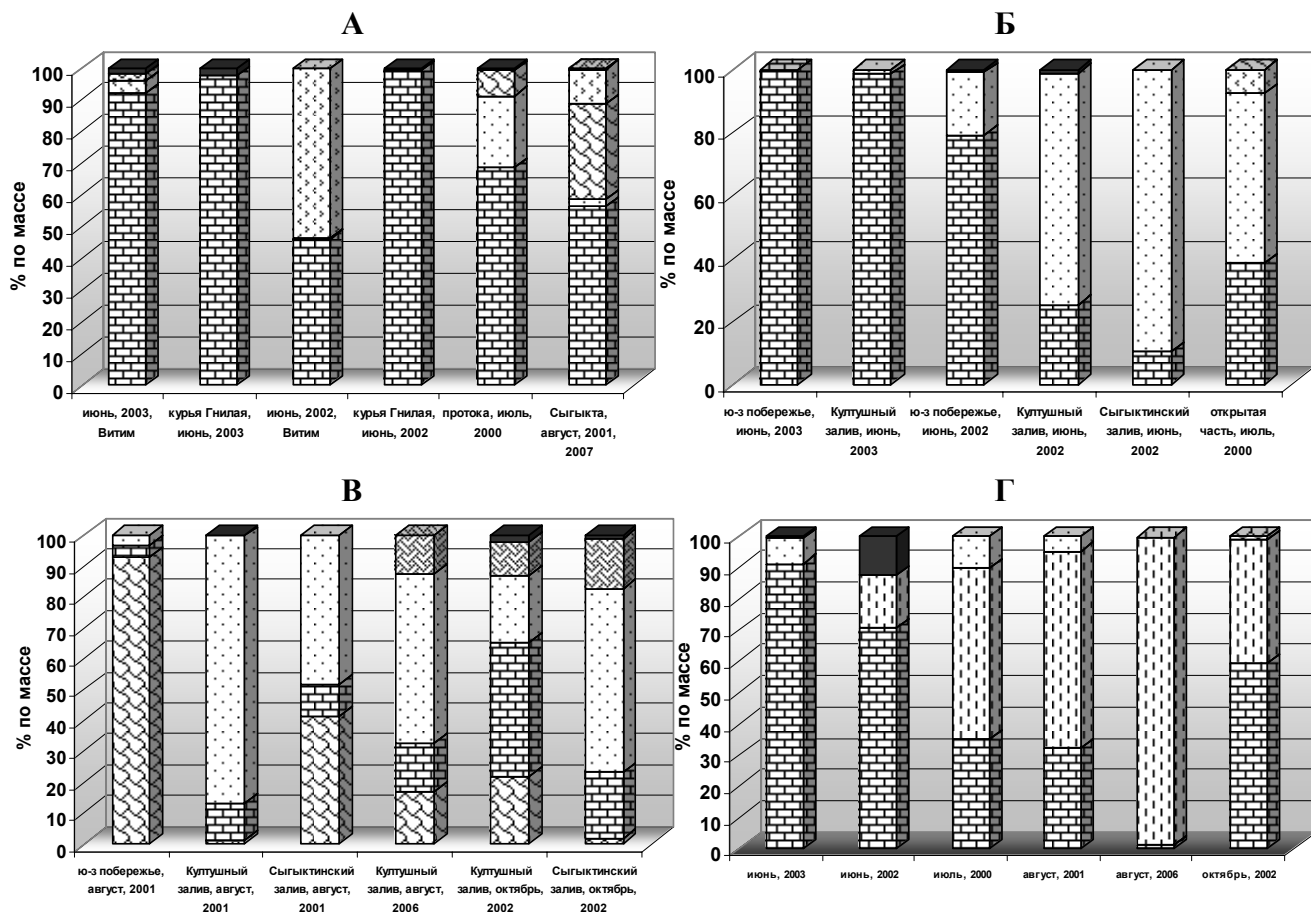 А
% по массе
100
90
80
70
60
50
40
30
20
10
0
июнь, 2003,
Витим
курья Гнилая,
июнь, 2003
июнь, 2002,
Витим
курья Гнилая,
июнь, 2002
протока, июль,
2000
Сыгыкта,
август, 2001,
2007
Б
% по массе
100
80
60
40
20
0
ю-з побережье,
июнь, 2003
Култушный
залив, июнь,
2003
ю-з побережье,
июнь, 2002
Култушный
залив, июнь,
2002
Сыгыктинский
залив, июнь,
2002
открытая
часть, июль,
2000
В
% по массе
100
90
80
70
60
50
40
30
20
10
0
ю-з побережье,
август, 2001
Култушный
залив, август,
2001
Сыгыктинский
залив, август,
2001
Култушный
залив, август,
2006
Култушный
залив, октябрь,
2002
Сыгыктинский
залив, октябрь,
2002
Г
% по массе
100
90
80
70
60
50
40
30
20
10
0
июнь, 2003
июнь, 2002
июль, 2000
август, 2001
август, 2006
октябрь, 2002